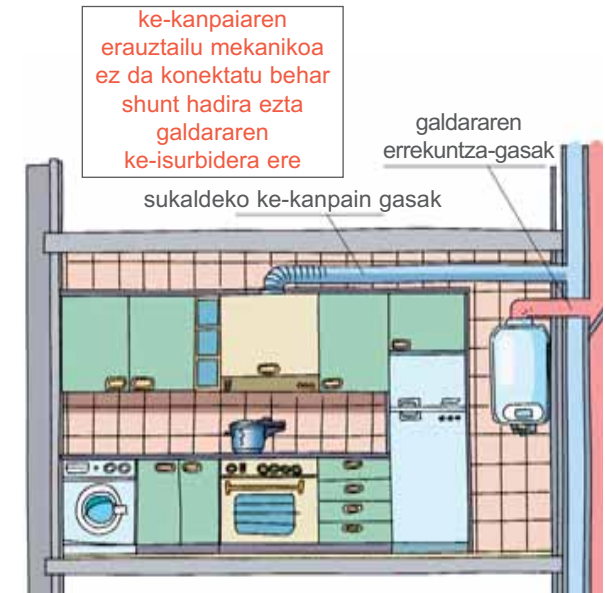 ke-kanpaiaren
erauztailu mekanikoa
ez da konektatu behar
shunt hadira ezta
galdararen
ke-isurbidera ere
galdararen
errekuntza-gasak
sukaldeko ke-kanpain gasak